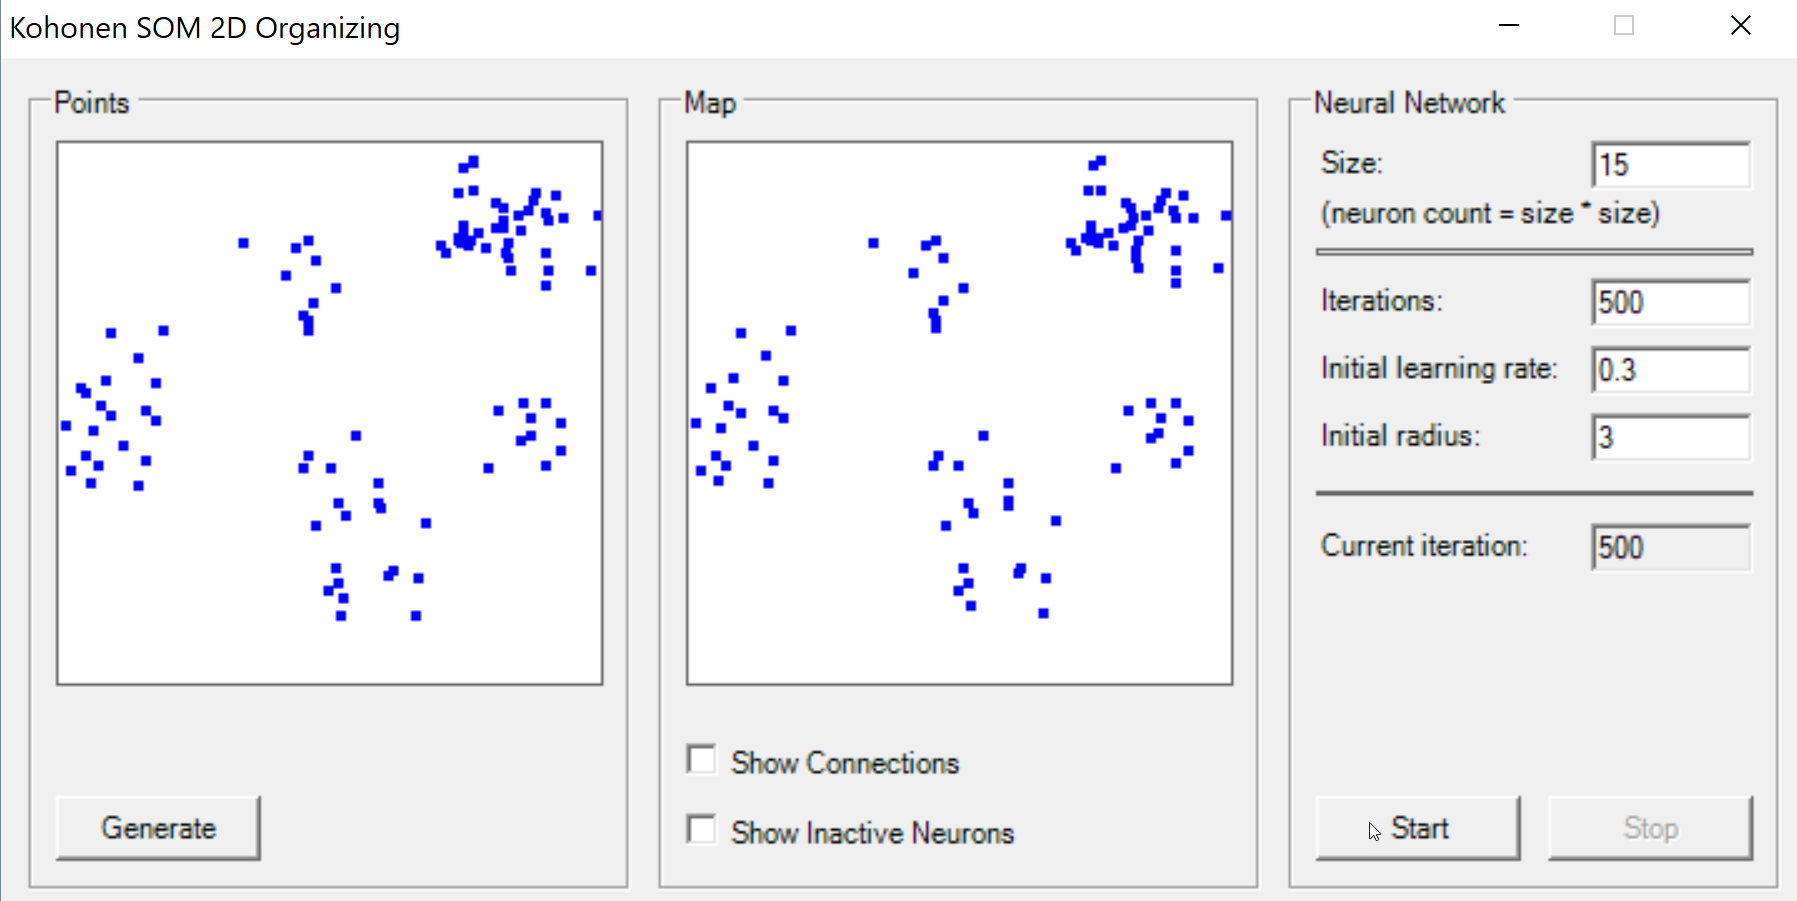 Kohonen SOM 2D Organizing
Points
Map
Neural Network
Size:
15
(neuron count = size * size)
Iterations:
500
Initial learning rate:
0.3
Initial radius:
3
Current iteration:
500
Show Connections
Show Inactive Neurons
Generate
Start
Stop